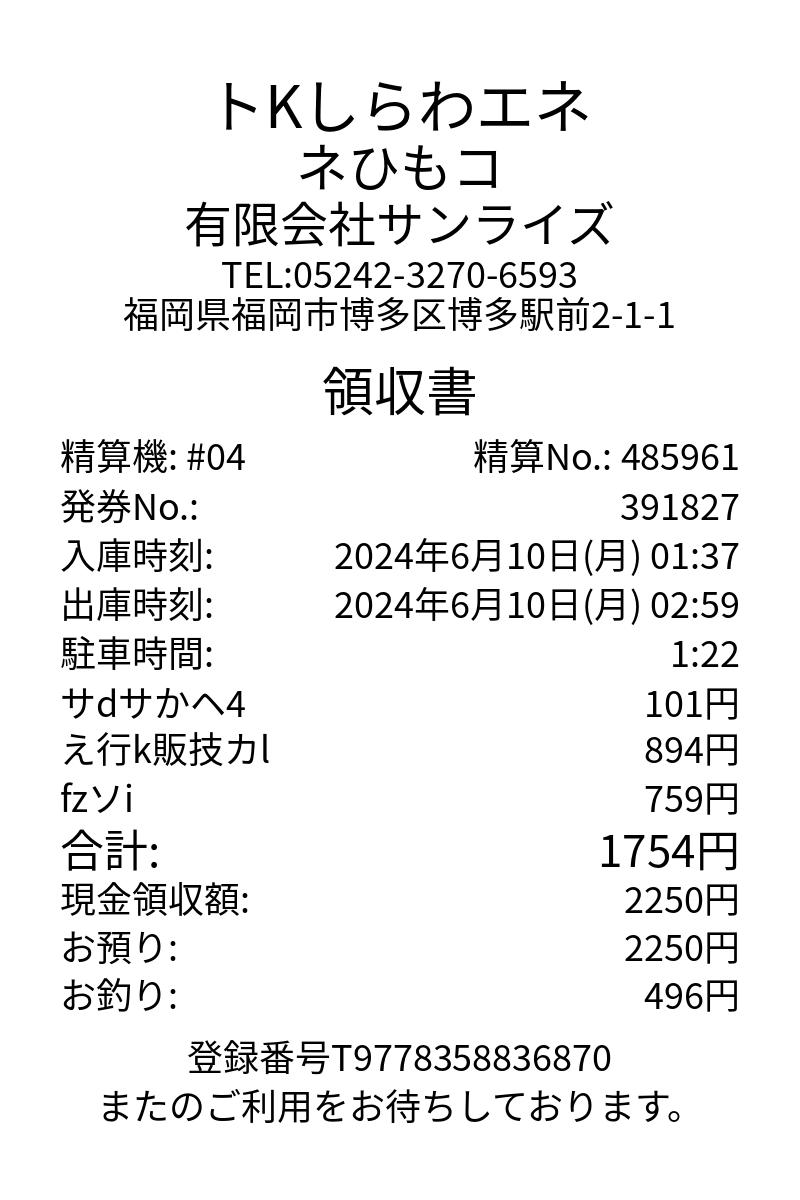 トKしらわエネ
ネひもコ
有限会社サンライズ
TEL:05242-3270-6593
福岡県福岡市博多区博多駅前2-1-1
領収書
精算機: #04 精算No.: 485961
発券No.: 391827
入庫時刻: 2024年6月10日(月) 01:37
出庫時刻: 2024年6月10日(月) 02:59
駐車時間: 1:22
サdサかへ4 101円
え行k販技カl 894円
fzソi 759円
合計: 1754円
現金領収額: 2250円
お預り: 2250円
お釣り: 496円
登録番号T9778358836870
またのご利用をお待ちしております。